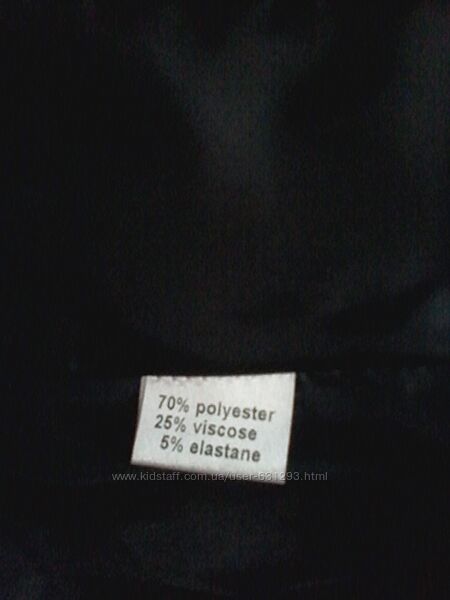 70% polyester
25% viscose
5% elastane
www.kidstaff.com.ua/user-631293.html